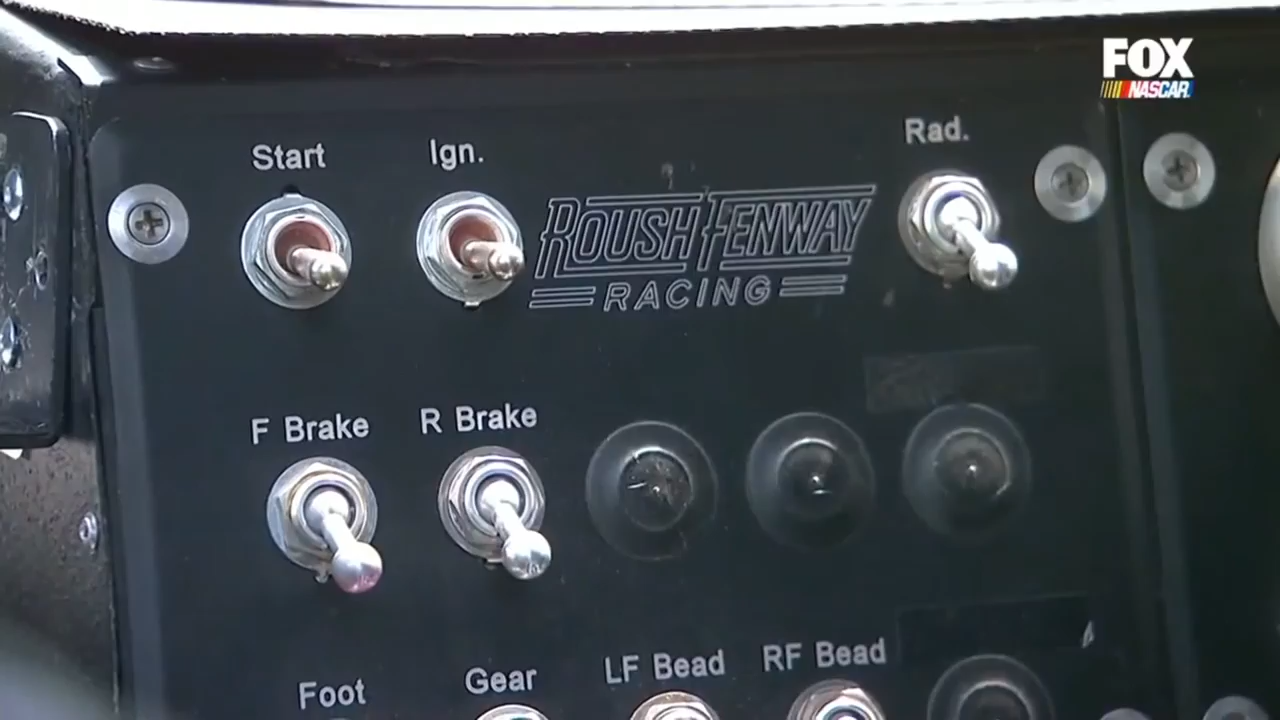 FOX
NASCAR
Start
Ign.
Rad.
ROUSH FENWAY
RACING
F Brake
R Brake
Foot
Gear
LF Bead
RF Bead